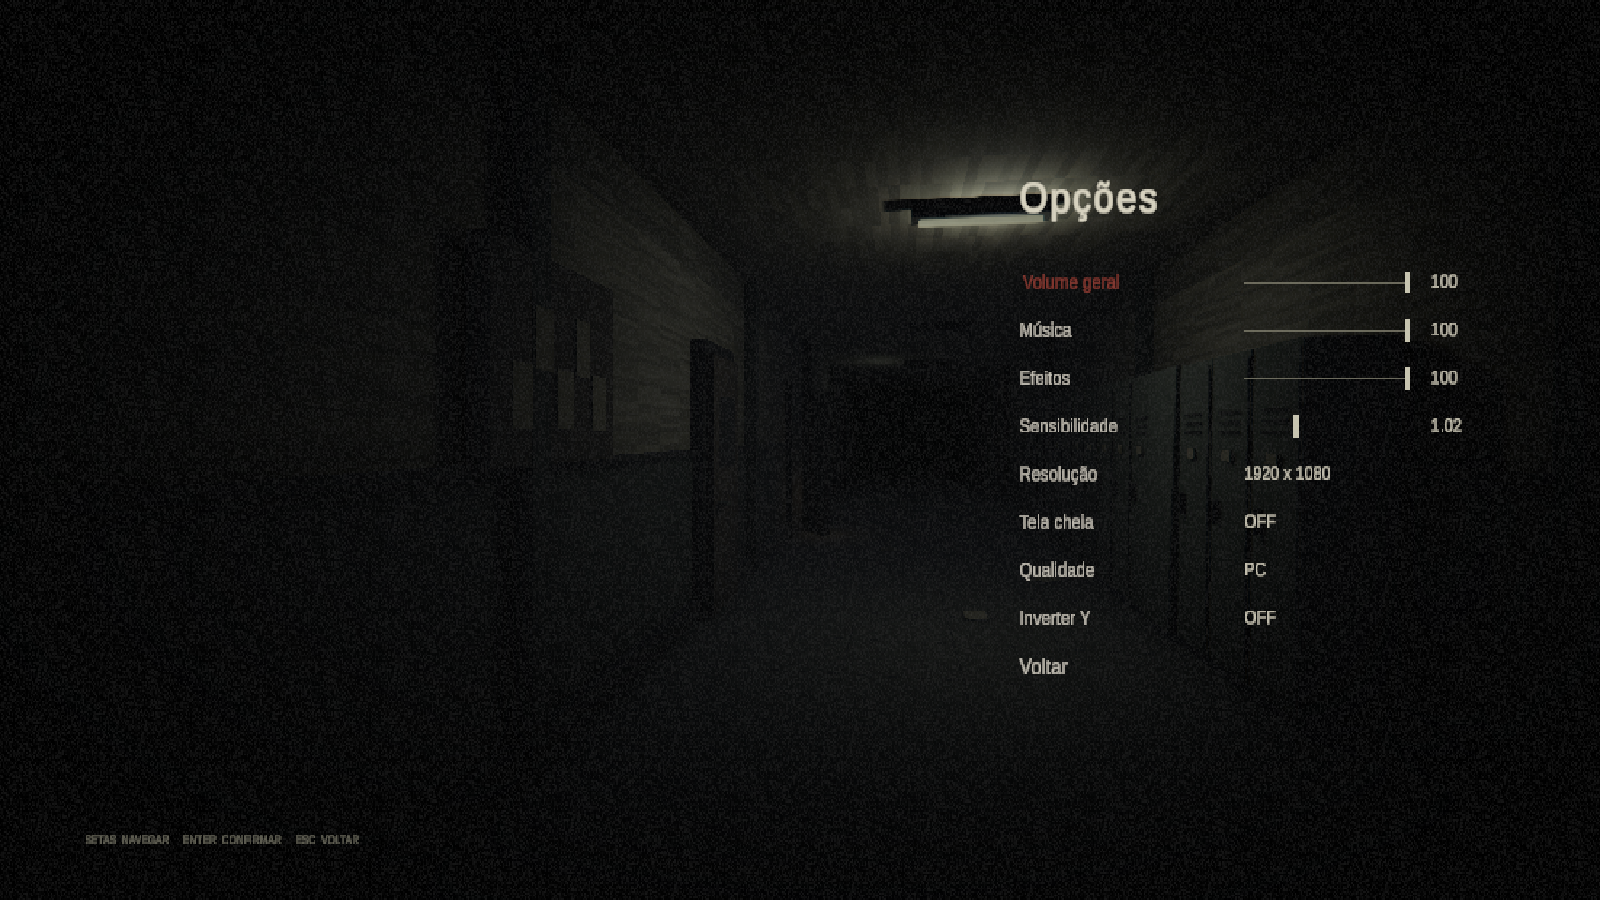 Opções
Volume geral 100
Música 100
Efeitos 100
Sensibilidade 1.02
Resolução 1920 x 1080
Tela cheia OFF
Qualidade PC
Inverter Y OFF
Voltar
SETAS NAVEGAR ENTER CONFIRMAR ESC VOLTAR